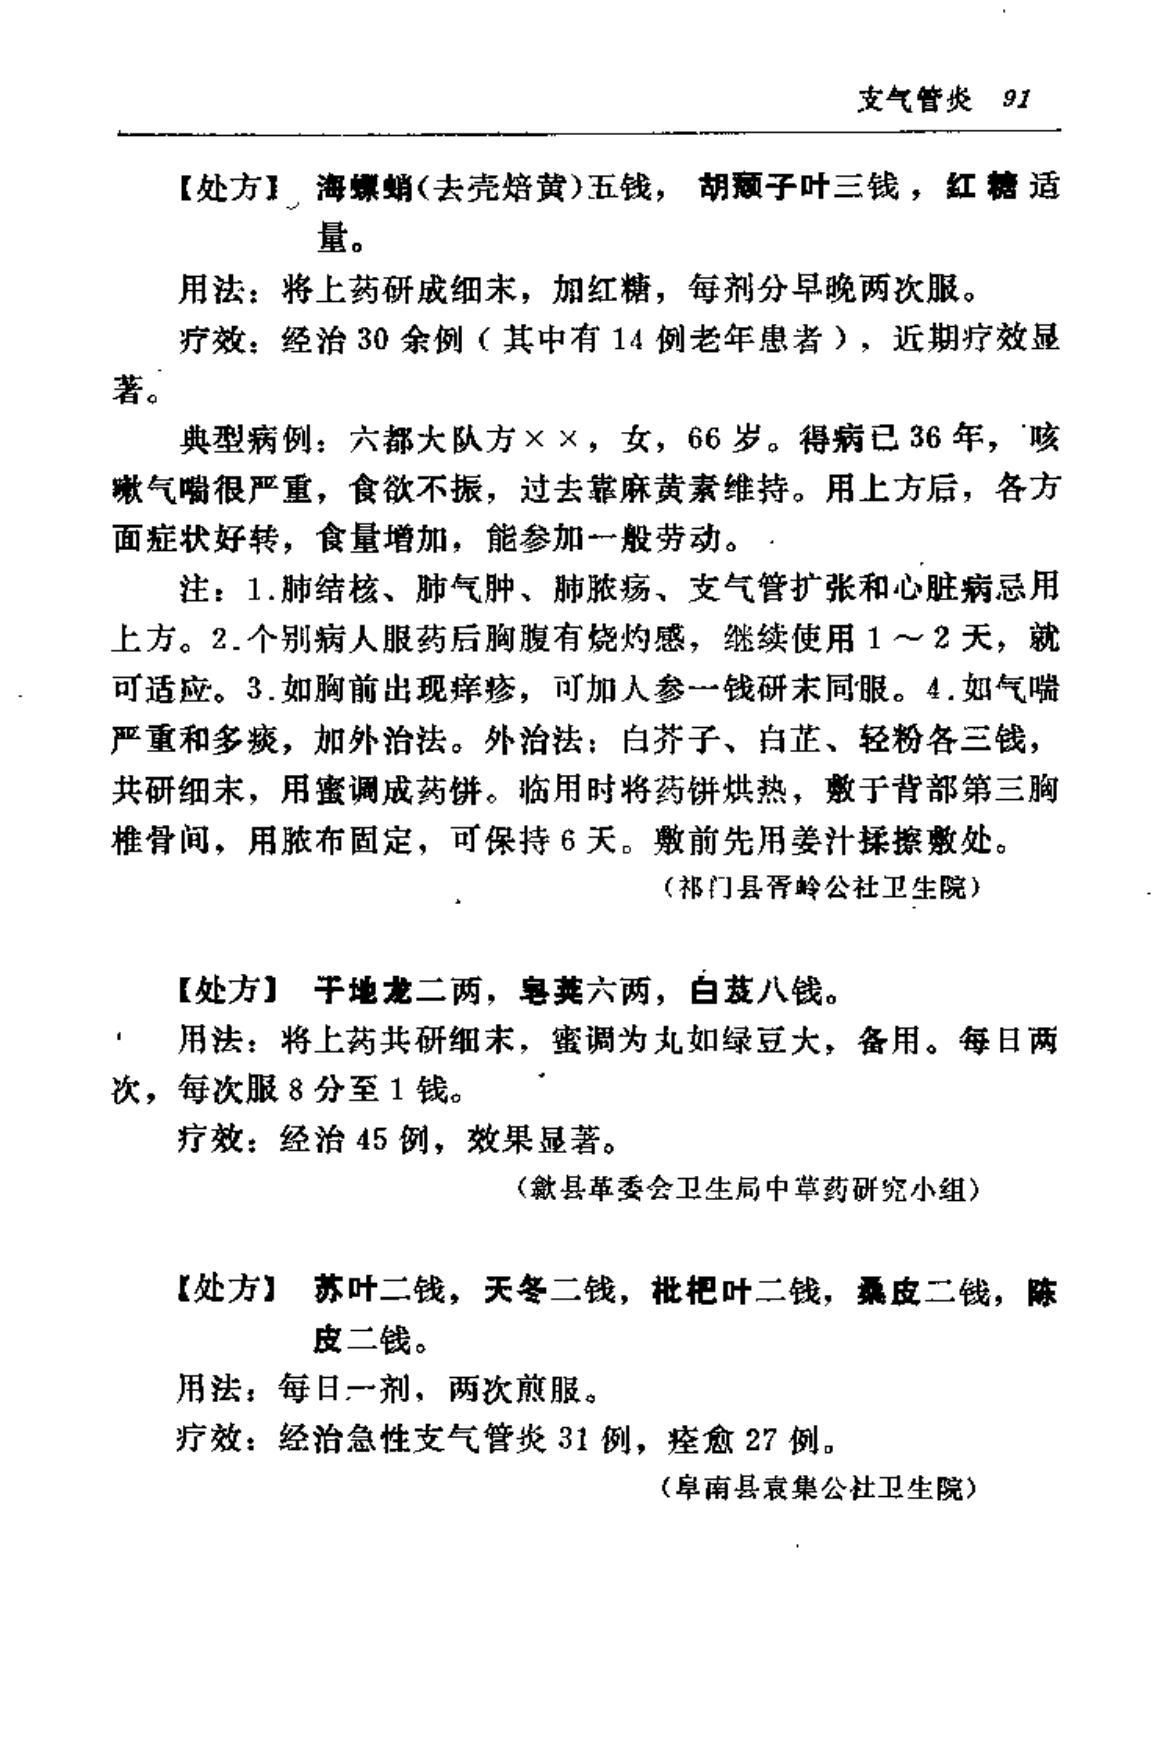 支气管炎 91
【处方】 海螵蛸(去壳焙黄)五钱， 胡颓子叶三钱，红糖适
量。
用法：将上药研成细末，加红糖，每剂分早晚两次服。
疗效：经治 30 余例（其中有 14 例老年患者），近期疗效显
著。
典型病例：六都大队方××，女，66 岁。得病已 36 年，咳
嗽气喘很严重，食欲不振，过去靠麻黄素维持。用上方后，各方
面症状好转，食量增加，能参加一般劳动。
注：1.肺结核、肺气肿、肺脓疡、支气管扩张和心脏病忌用
上方。2.个别病人服药后胸腹有烧灼感，继续使用 1～2 天，就
可适应。3.如胸前出现痒疹，可加人参一钱研末同服。4.如气喘
严重和多痰，加外治法。外治法：白芥子、白芷、轻粉各三钱，
共研细末，用蜜调成药饼。临用时将药饼烘热，敷于背部第三胸
椎骨间，用脓布固定，可保持 6 天。敷前先用姜汁揉擦敷处。
（祁门县胥岭公社卫生院）
【处方】 干地龙二两，皂荚六两，白芨八钱。
用法：将上药共研细末，蜜调为丸如绿豆大，备用。每日两
次，每次服 8 分至 1 钱。
疗效：经治 45 例，效果显著。
（歙县革委会卫生局中草药研究小组）
【处方】 苏叶二钱，天冬二钱，枇杷叶二钱，桑皮二钱，陈
皮二钱。
用法：每日一剂，两次煎服。
疗效：经治急性支气管炎 31 例，痊愈 27 例。
（阜南县袁集公社卫生院）